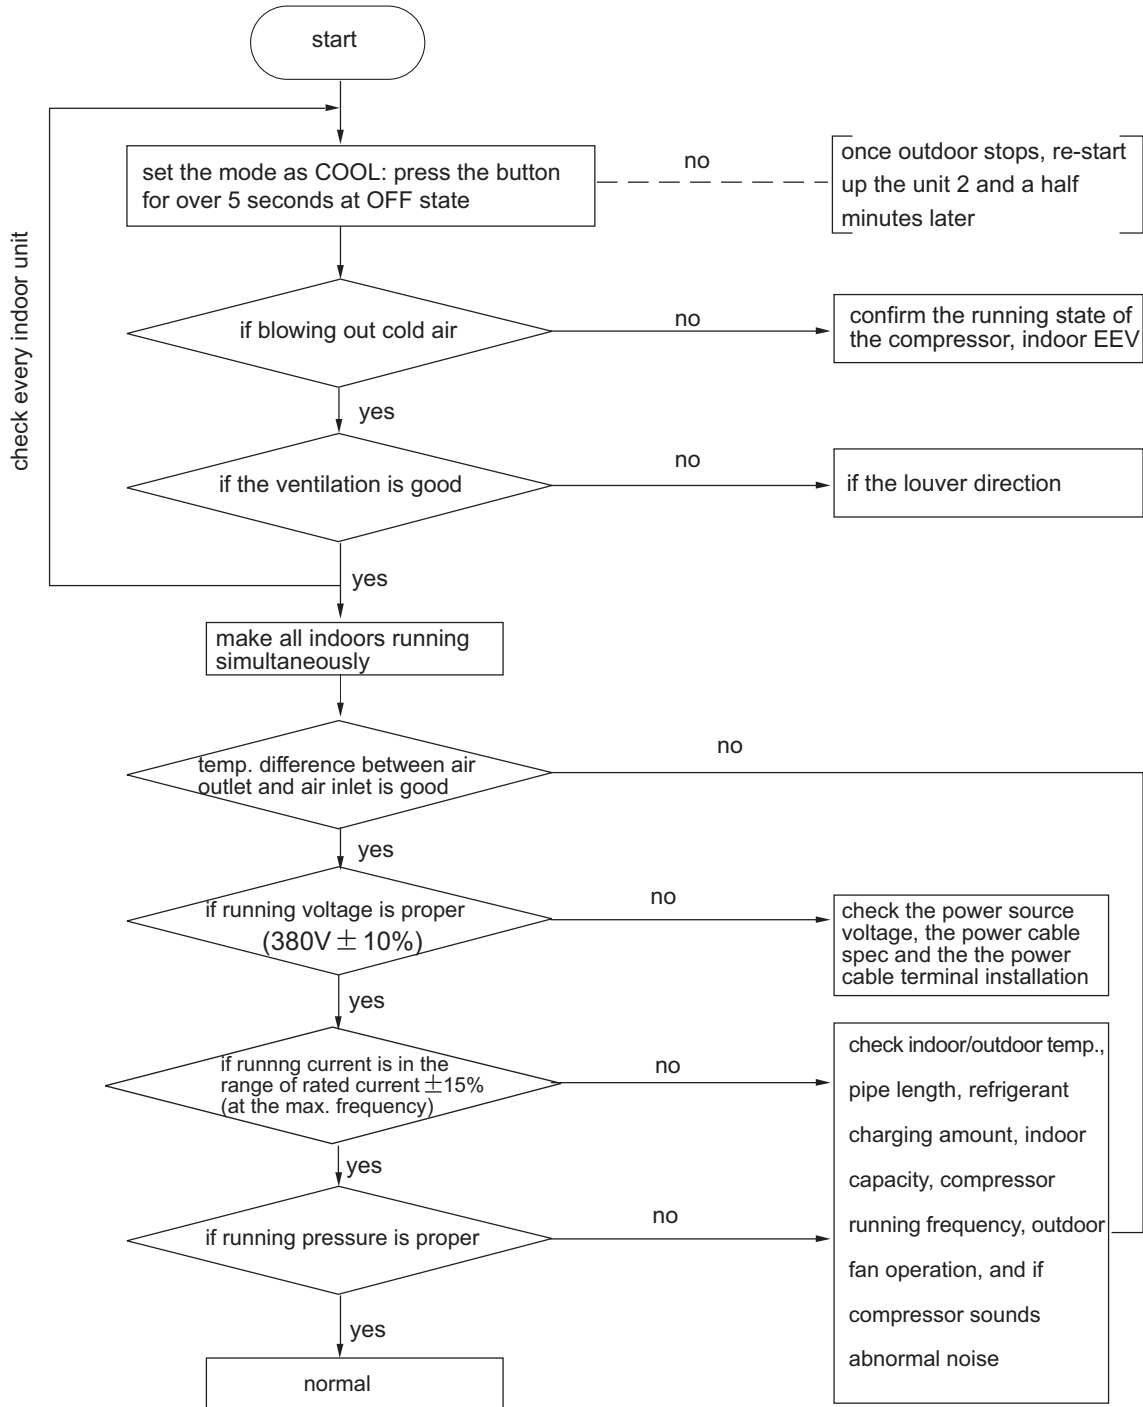 start
check every indoor unit
set the mode as COOL: press the button
for over 5 seconds at OFF state
no
once outdoor stops, re-start
up the unit 2 and a half
minutes later
if blowing out cold air
no
confirm the running state of
the compressor, indoor EEV
yes
if the ventilation is good
no
if the louver direction
yes
make all indoors running
simultaneously
temp. difference between air
outlet and air inlet is good
no
yes
if running voltage is proper
(380V ± 10%)
no
check the power source
voltage, the power cable
spec and the the power
cable terminal installation
yes
if runnng current is in the
range of rated current ±15%
(at the max. frequency)
no
check indoor/outdoor temp.,
pipe length, refrigerant
charging amount, indoor
capacity, compressor
running frequency, outdoor
fan operation, and if
compressor sounds
abnormal noise
yes
if running pressure is proper
no
yes
normal